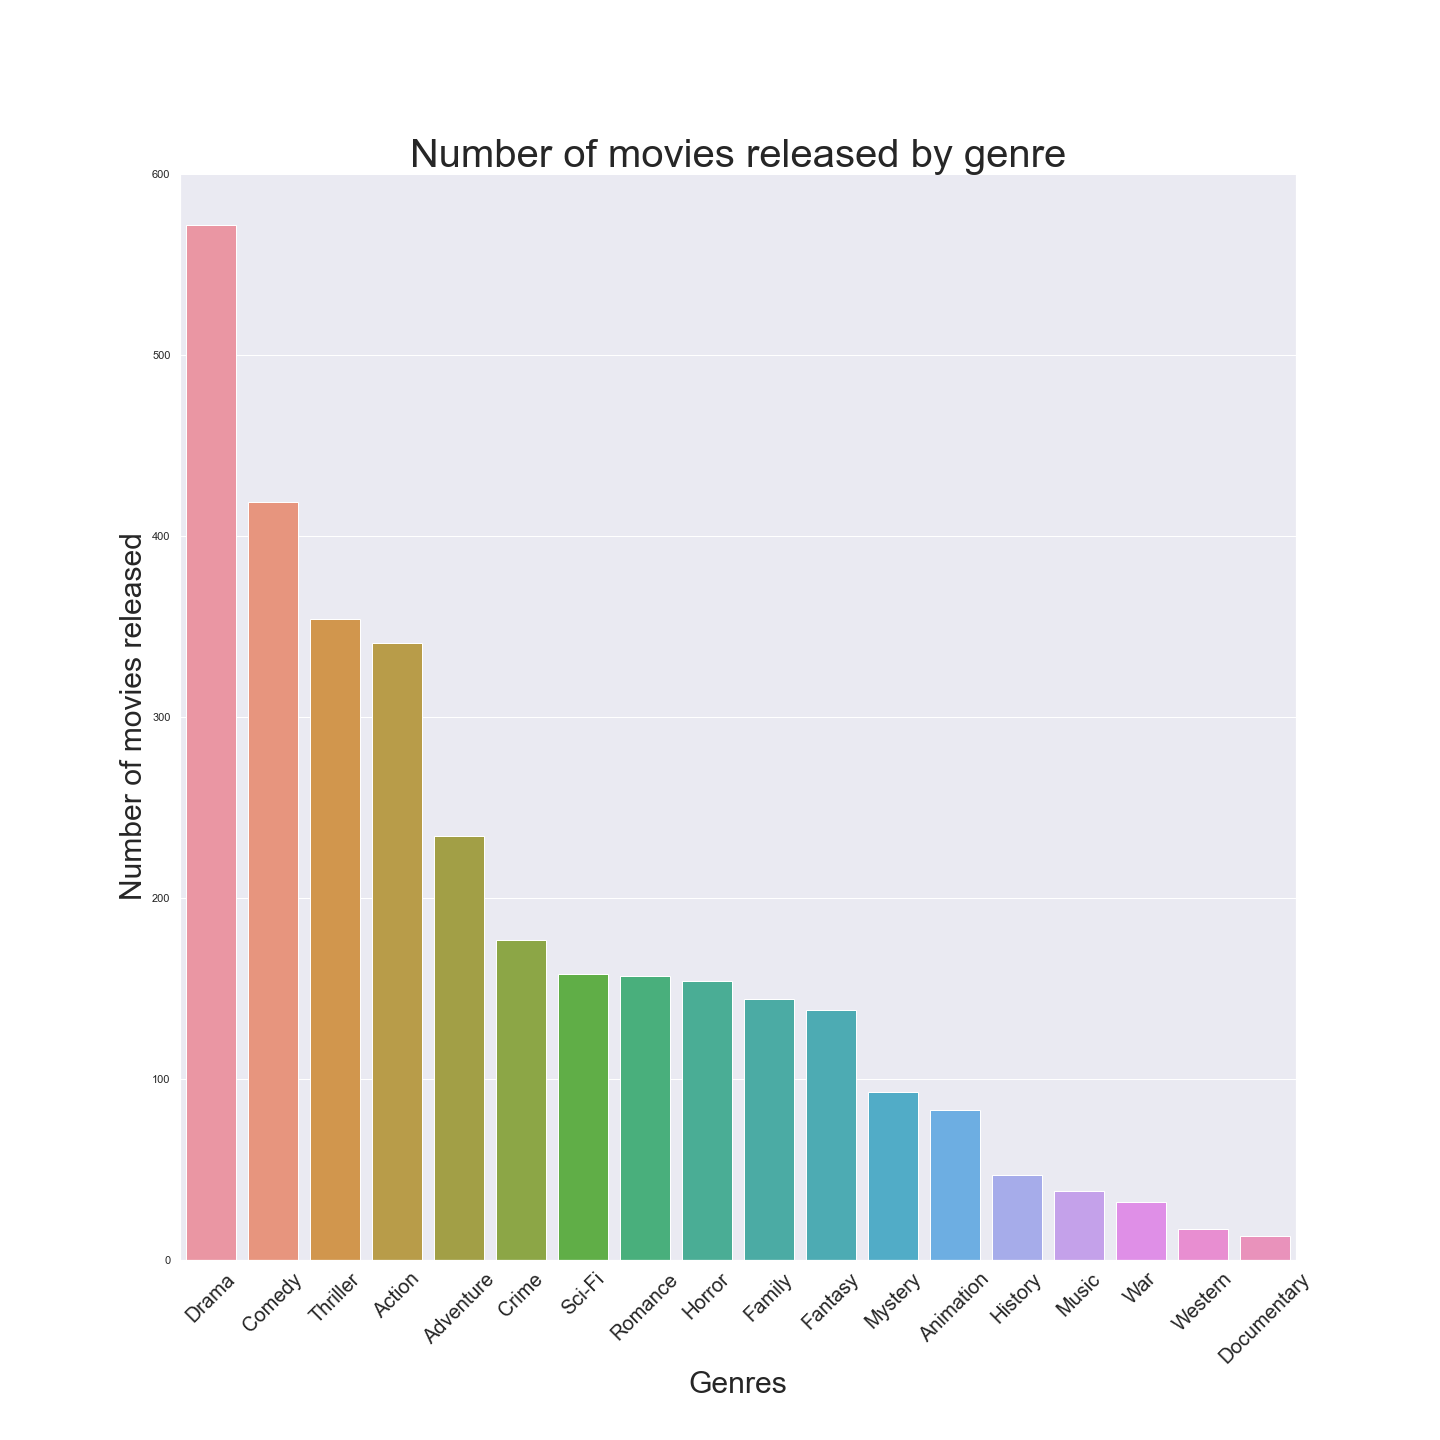 Number of movies released by genre
600
500
400
300
200
100
0
Number of movies released
Drama
Comedy
Thriller
Action
Adventure
Crime
Sci-Fi
Romance
Horror
Family
Fantasy
Mystery
Animation
History
Music
War
Western
Documentary
Genres